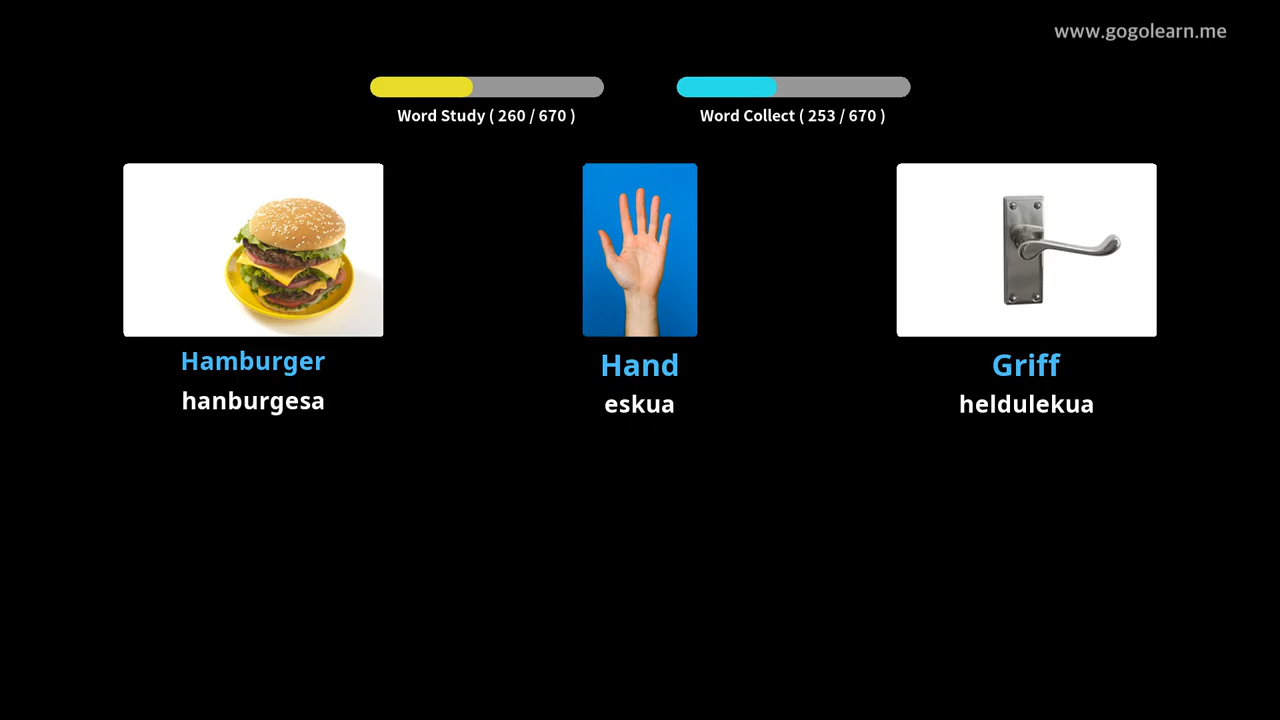 www.gogolearn.me
Word Study ( 260 / 670 )
Word Collect ( 253 / 670 )
Hamburger
hanburgesa
Hand
eskua
Griff
heldulekua